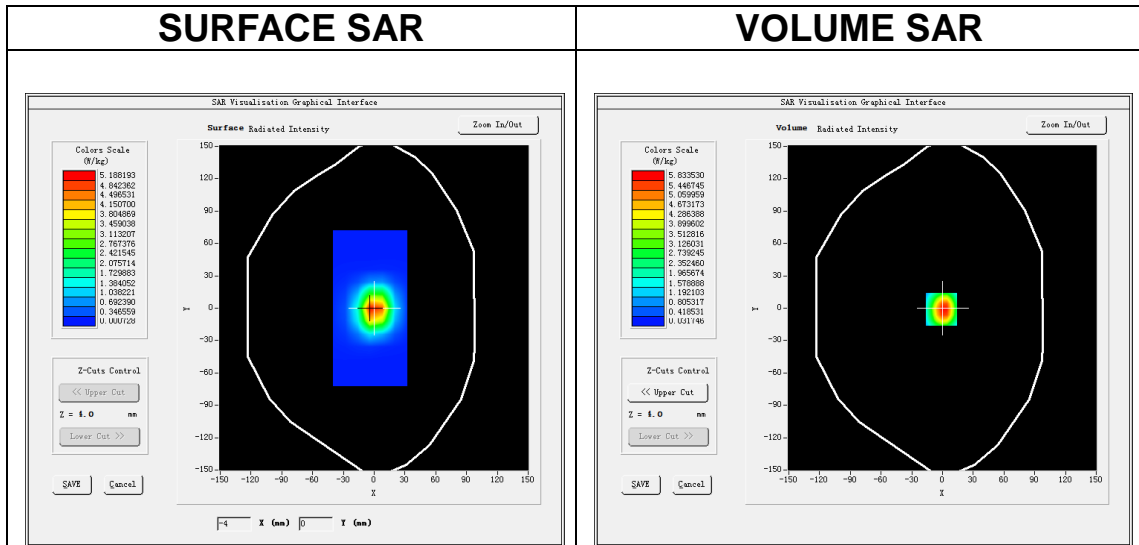 SURFACE SAR
VOLUME SAR
SAR Visualisation Graphical Interface
Surface Radiated Intensity
Zoom In/Out
Colors Scale
(W/kg)
5.188193
4.842362
4.496531
4.150700
3.804869
3.459038
3.113207
2.767376
2.421545
2.075714
1.729883
1.384052
1.038221
0.692390
0.346559
0.000728
150
90
60
30
Y
0
-30
-60
-90
-120
-150
-150 -120 -90 -60 -30 0 30 60 90 120 150
X
Z-Cuts Control
<< Upper Cut
Z = 4.0 mm
Lower Cut >>
SAVE Cancel
-4 X (mm) 0 Y (mm)
SAR Visualisation Graphical Interface
Volume Radiated Intensity
Zoom In/Out
Colors Scale
(W/kg)
5.833530
5.446745
5.059959
4.673173
4.286388
3.899602
3.512816
3.126031
2.739245
2.352460
1.965674
1.578888
1.192103
0.805317
0.418531
0.031746
150
90
60
30
Y
0
-30
-60
-90
-120
-150
-150 -120 -90 -60 -30 0 30 60 90 120 150
X
Z-Cuts Control
<< Upper Cut
Z = 4.0 mm
Lower Cut >>
SAVE Cancel